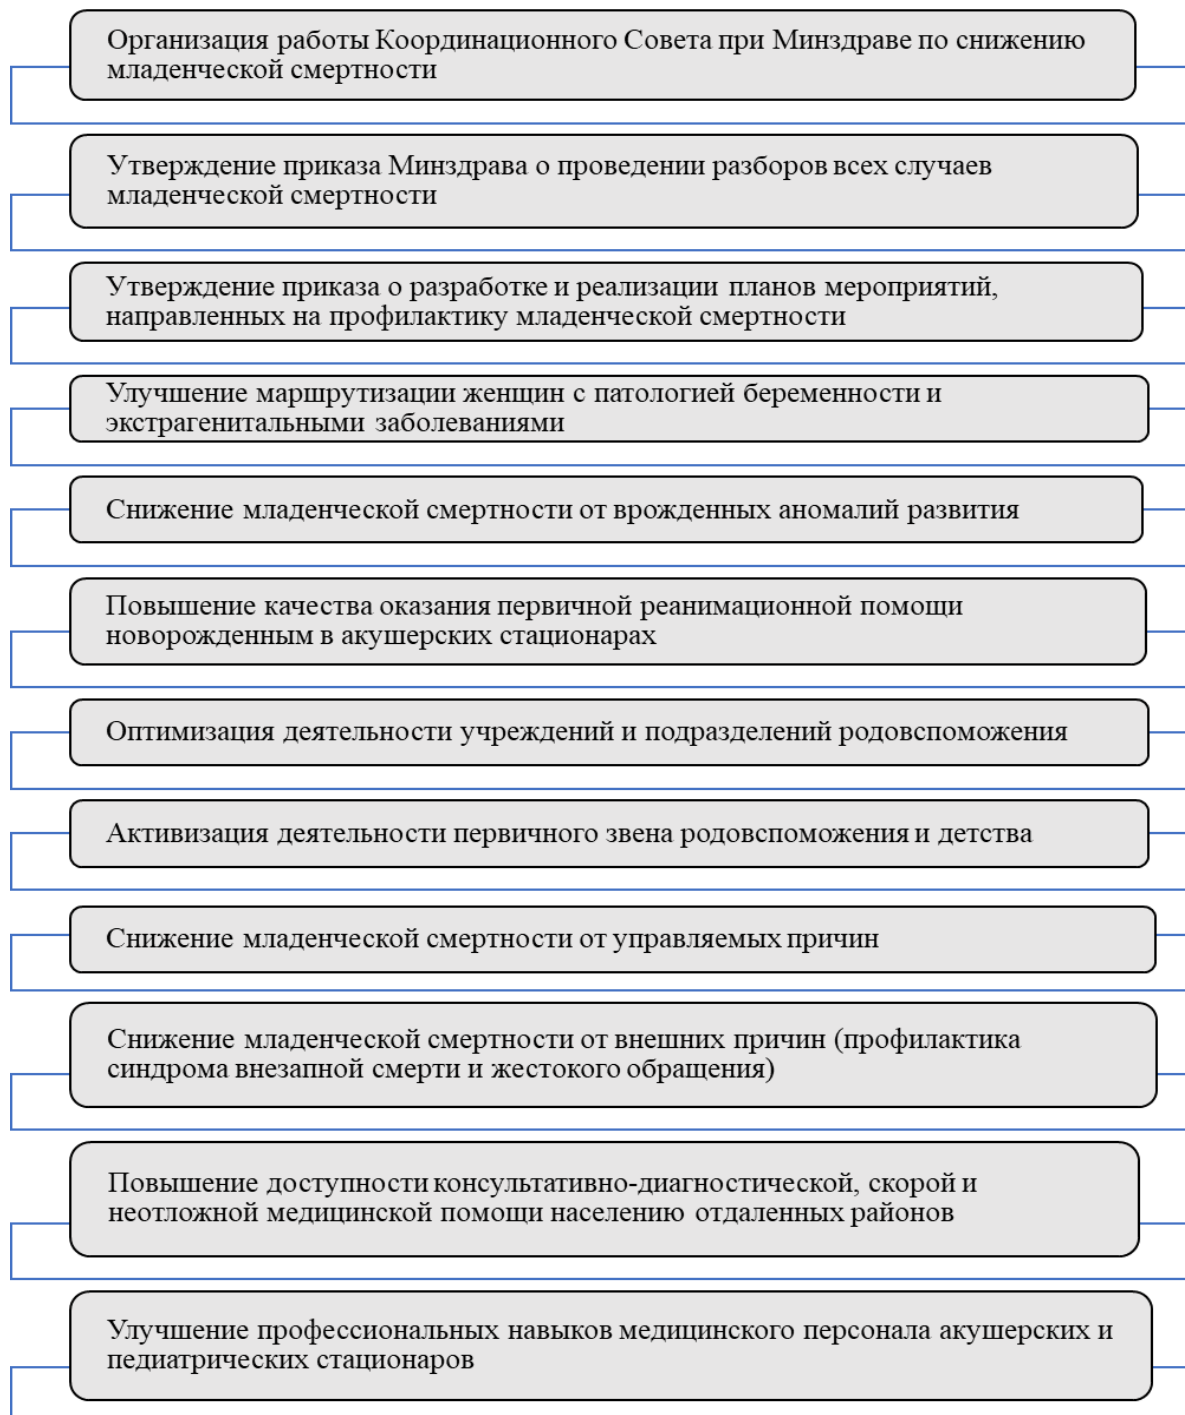 Организация работы Координационного Совета при Минздраве по снижению
младенческой смертности
Утверждение приказа Минздрава о проведении разборов всех случаев
младенческой смертности
Утверждение приказа о разработке и реализации планов мероприятий,
направленных на профилактику младенческой смертности
Улучшение маршрутизации женщин с патологией беременности и
экстрагенитальными заболеваниями
Снижение младенческой смертности от врожденных аномалий развития
Повышение качества оказания первичной реанимационной помощи
новорожденным в акушерских стационарах
Оптимизация деятельности учреждений и подразделений родовспоможения
Активизация деятельности первичного звена родовспоможения и детства
Снижение младенческой смертности от управляемых причин
Снижение младенческой смертности от внешних причин (профилактика
синдрома внезапной смерти и жестокого обращения)
Повышение доступности консультативно-диагностической, скорой и
неотложной медицинской помощи населению отдаленных районов
Улучшение профессиональных навыков медицинского персонала акушерских и
педиатрических стационаров